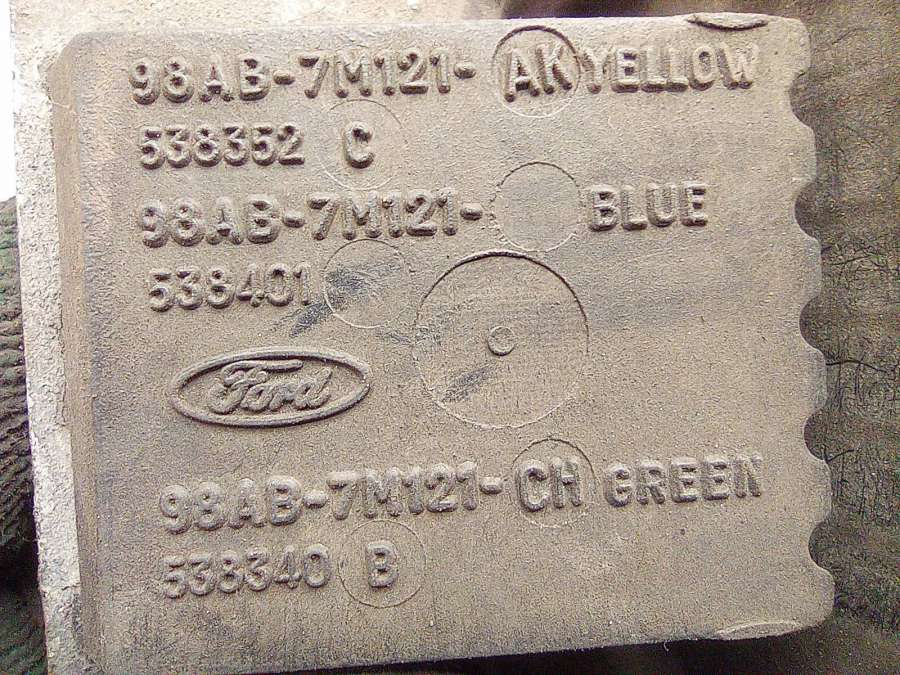 98AB-7M121-AK YELLOW
538352 C
98AB-7M121- BLUE
538401
Ford
98AB-7M121-CH GREEN
538340 B